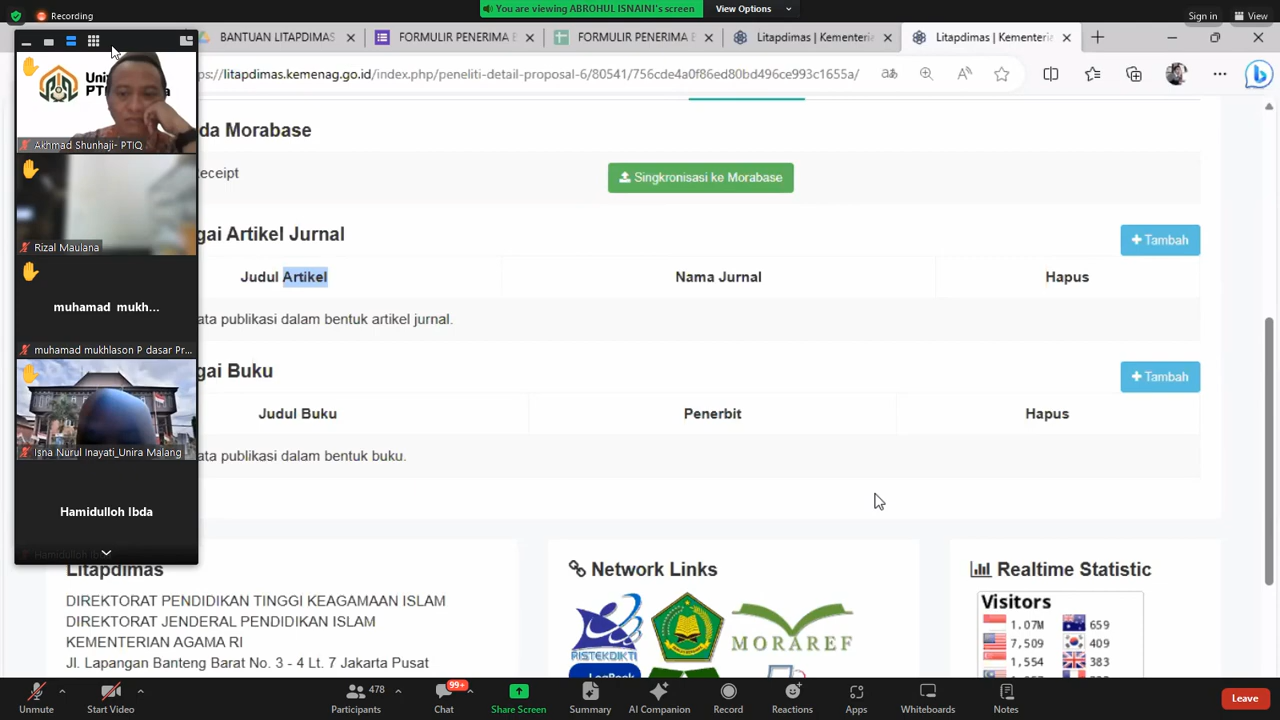 Recording
You are viewing ABROHUL ISNAINI's screen
View Options
Sign in
View
BANTUAN LITAPDIMAS
FORMULIR PENERIMA B
FORMULIR PENERIMA E
Litapdimas | Kementeri
Litapdimas | Kementeria
ps://litapdimas.kemenag.go.id/index.php/peneliti-detail-proposal-6/80541/756cde4a0f86ed80bd496ce993c1655a/
Akhmad Shunhaji- PTIQ
Rizal Maulana
muhamad mukh...
muhamad mukhlason P dasar Pr...
Isna Nurul Inayati_Unira Malang
Hamidulloh Ibda
da Morabase
eceipt
Singkronisasi ke Morabase
gai Artikel Jurnal
Tambah
Judul Artikel
Nama Jurnal
Hapus
ata publikasi dalam bentuk artikel jurnal.
gai Buku
Tambah
Judul Buku
Penerbit
Hapus
ata publikasi dalam bentuk buku.
Litapdimas
DIREKTORAT PENDIDIKAN TINGGI KEAGAMAAN ISLAM
DIREKTORAT JENDERAL PENDIDIKAN ISLAM
KEMENTERIAN AGAMA RI
Jl. Lapangan Banteng Barat No. 3 - 4 Lt. 7 Jakarta Pusat
Network Links
RISTEKDIKTI
MORAREF
Realtime Statistic
Visitors
1.07M 659
7,509 409
1,554 383
Unmute
Start Video
478
Participants
99+
Chat
Share Screen
Summary
AI Companion
Record
Reactions
Apps
Whiteboards
Notes
Leave